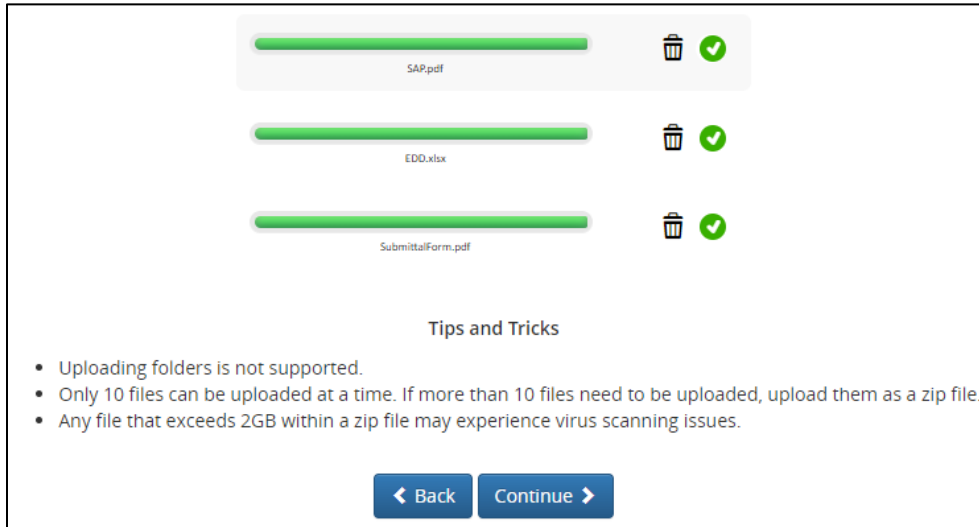 SAP.pdf
EDD.xlsx
SubmittalForm.pdf
Tips and Tricks
• Uploading folders is not supported.
• Only 10 files can be uploaded at a time. If more than 10 files need to be uploaded, upload them as a zip file.
• Any file that exceeds 2GB within a zip file may experience virus scanning issues.
Back Continue